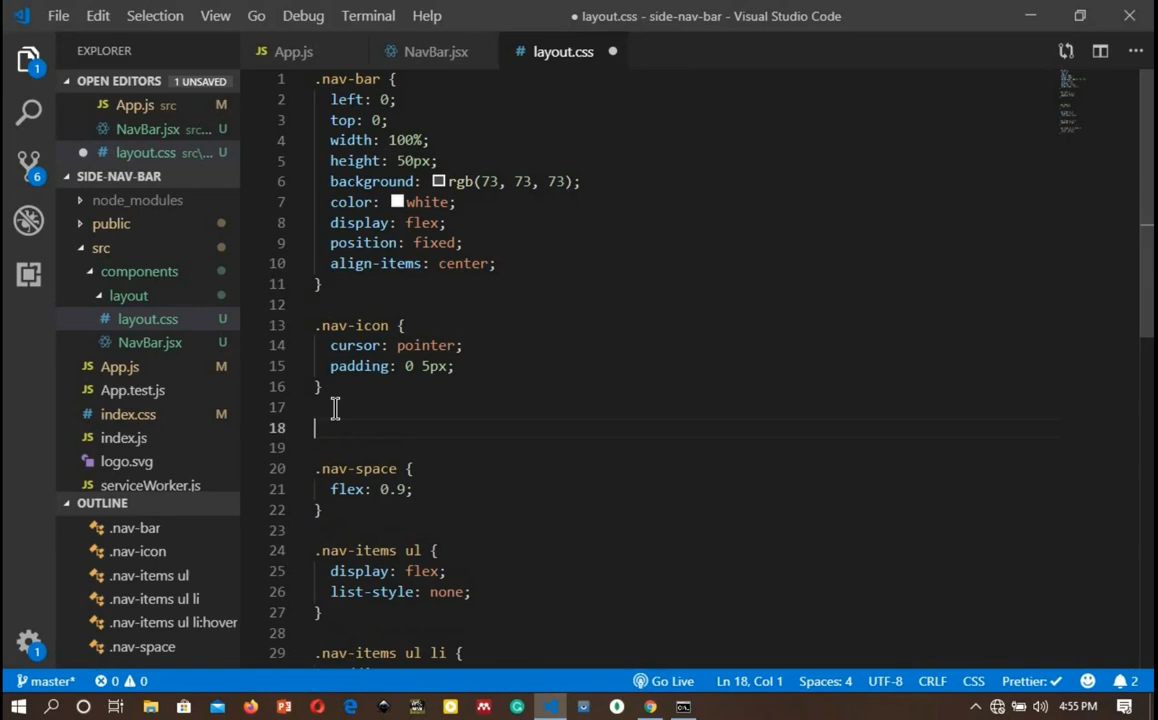 File Edit Selection View Go Debug Terminal Help ● layout.css - side-nav-bar - Visual Studio Code
EXPLORER
OPEN EDITORS 1 UNSAVED
App.js src M
NavBar.jsx src... U
# layout.css src\... U
SIDE-NAV-BAR
node_modules
public
src
components
layout
# layout.css U
NavBar.jsx U
JS App.js M
JS App.test.js
# index.css M
JS index.js
logo.svg
JS serviceWorker.js
OUTLINE
.nav-bar
.nav-icon
.nav-items ul
.nav-items ul li
.nav-items ul li:hover
.nav-space
JS App.js NavBar.jsx # layout.css
1 .nav-bar {
2 left: 0;
3 top: 0;
4 width: 100%;
5 height: 50px;
6 background: rgb(73, 73, 73);
7 color: white;
8 display: flex;
9 position: fixed;
10 align-items: center;
11 }
12
13 .nav-icon {
14 cursor: pointer;
15 padding: 0 5px;
16 }
17
18
19
20 .nav-space {
21 flex: 0.9;
22 }
23
24 .nav-items ul {
25 display: flex;
26 list-style: none;
27 }
28
29 .nav-items ul li {
master* 0 0 Go Live Ln 18, Col 1 Spaces: 4 UTF-8 CRLF CSS Prettier: ✓ 2
4:55 PM